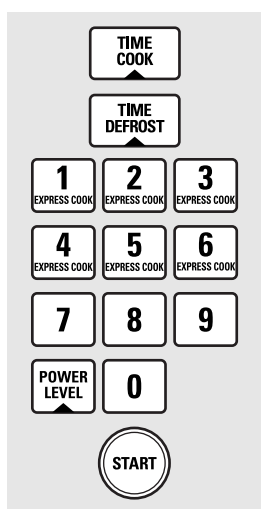 TIME
COOK
TIME
DEFROST
1 2 3
EXPRESS COOK EXPRESS COOK EXPRESS COOK
4 5 6
EXPRESS COOK EXPRESS COOK EXPRESS COOK
7 8 9
POWER
LEVEL
0
START